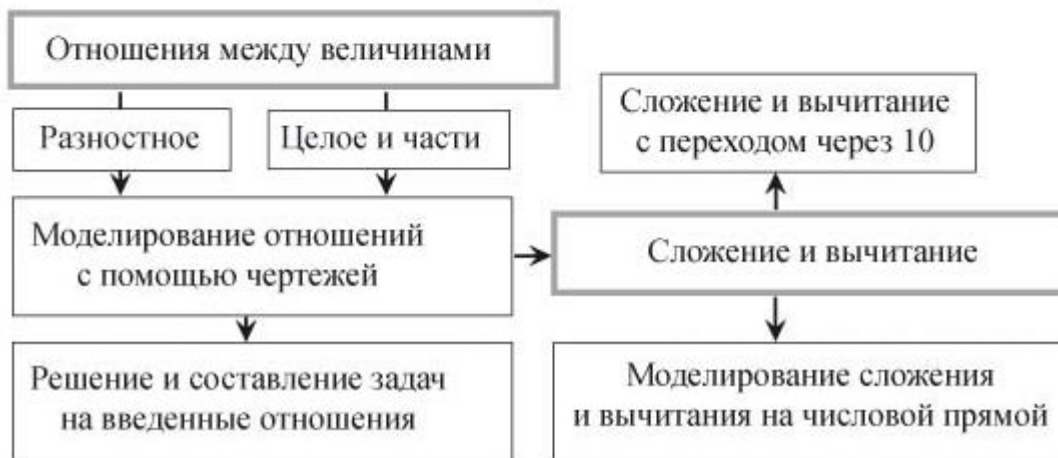 Отношения между величинами
Разностное
Целое и части
Моделирование отношений
с помощью чертежей
Решение и составление задач
на введенные отношения
Сложение и вычитание
с переходом через 10
Сложение и вычитание
Моделирование сложения
и вычитания на числовой прямой